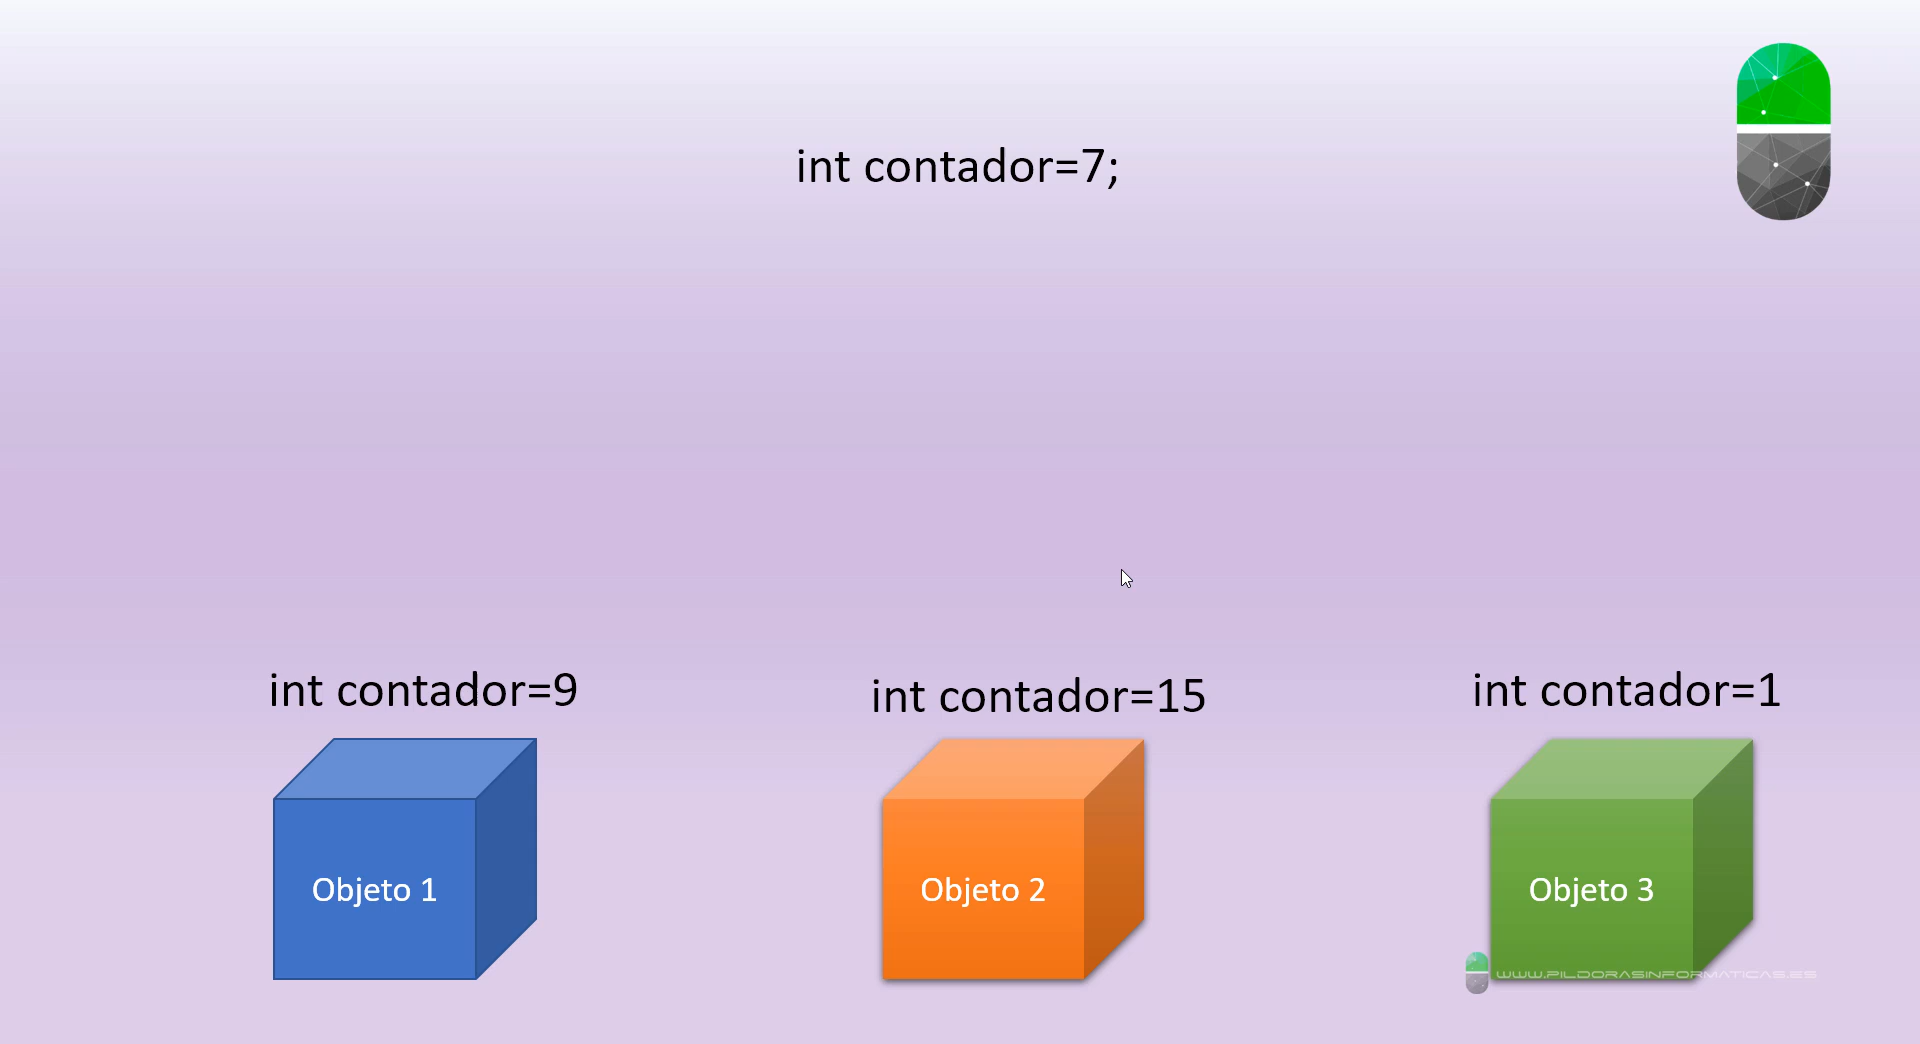 int contador=7;
int contador=9
int contador=15
int contador=1
Objeto 1
Objeto 2
Objeto 3
WWW.PILDORASINFORMATICAS.ES